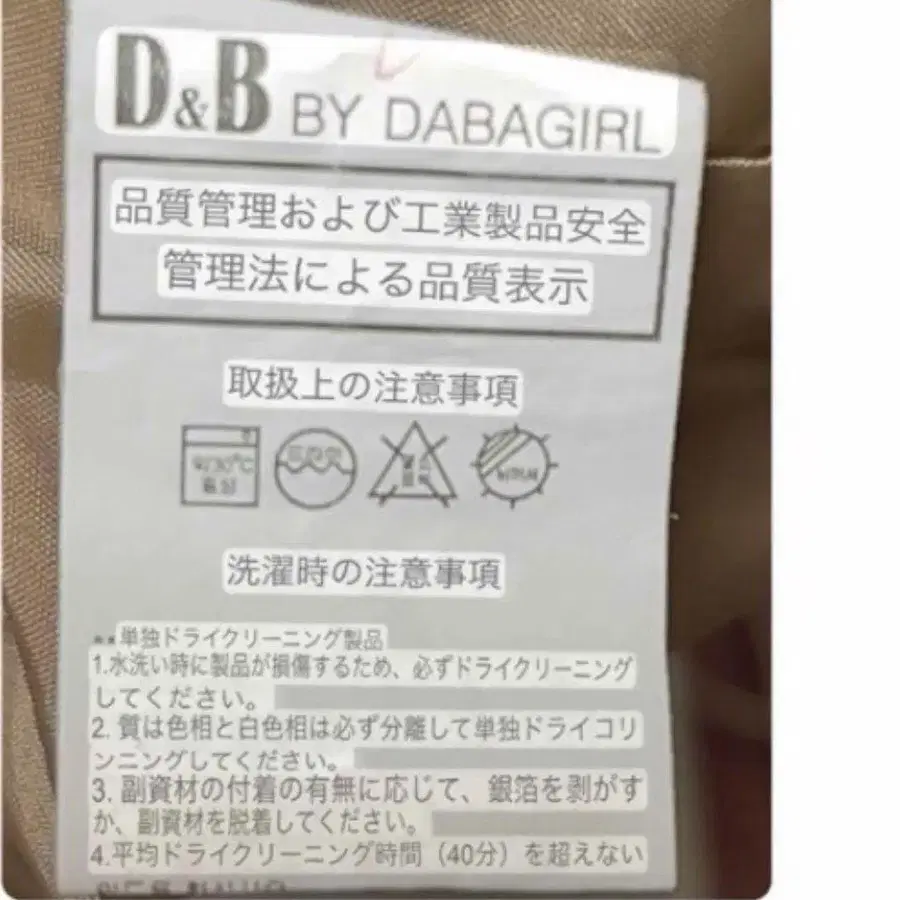 D&B BY DABAGIRL
品質管理および工業製品安全
管理法による品質表示
取扱上の注意事項
洗濯時の注意事項
**単独ドライクリーニング製品
1.水洗い時に製品が損傷するため、必ずドライクリーニング
してください。
2. 質は色相と白色相は必ず分離して単独ドライコリ
ンニングしてください。
3. 副資材の付着の有無に応じて、銀箔を剥がす
か、副資材を脱着してください。
4.平均ドライクリーニング時間（40分）を超えない